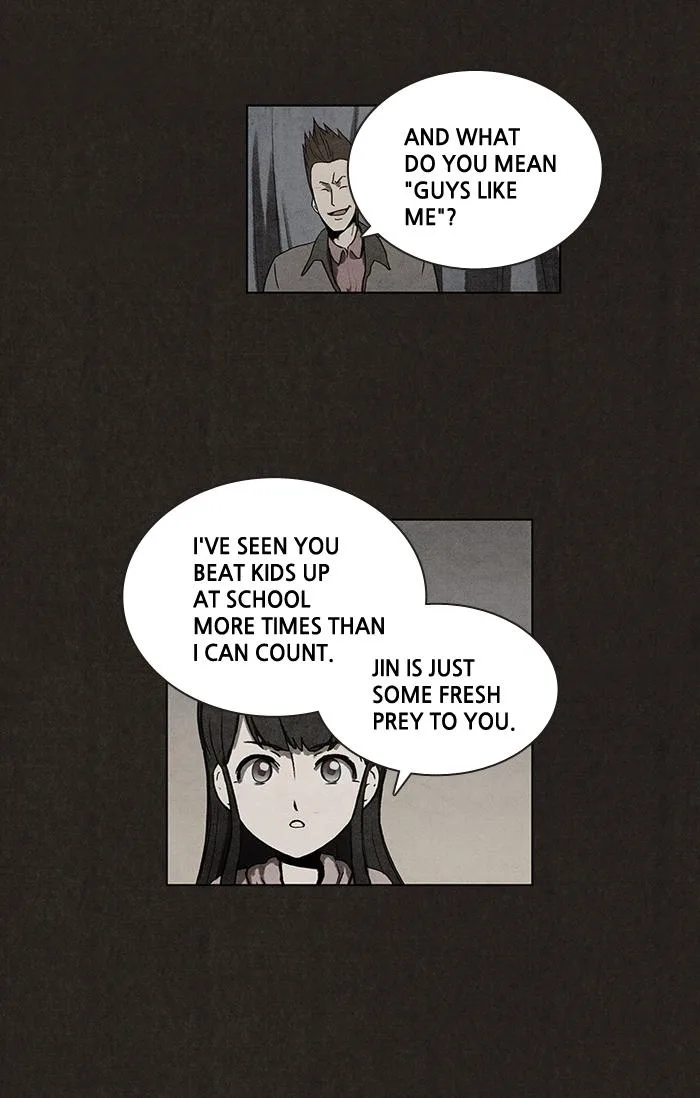 AND WHAT
DO YOU MEAN
"GUYS LIKE
ME"?
I'VE SEEN YOU
BEAT KIDS UP
AT SCHOOL
MORE TIMES THAN
I CAN COUNT.
JIN IS JUST
SOME FRESH
PREY TO YOU.